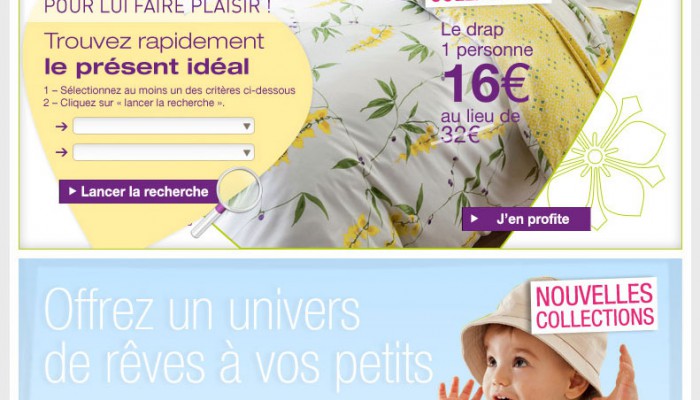 POUR LUI FAIRE PLAISIR !
Trouvez rapidement
le présent idéal
1 – Sélectionnez au moins un des critères ci-dessous
2 – Cliquez sur « lancer la recherche ».
Lancer la recherche
Le drap
1 personne
16€
au lieu de
32€
J'en profite
Offrez un univers
de rêves à vos petits
NOUVELLES
COLLECTIONS